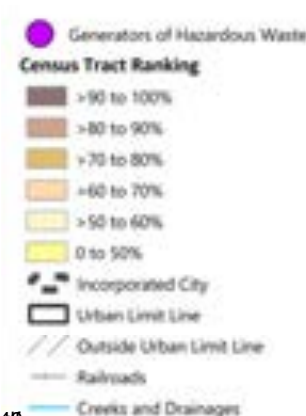 Generators of Hazardous Waste
Census Tract Ranking
>90 to 100%
>80 to 90%
>70 to 80%
>60 to 70%
>50 to 60%
0 to 50%
Incorporated City
Urban Limit Line
Outside Urban Limit Line
Railroads
Creeks and Drainages